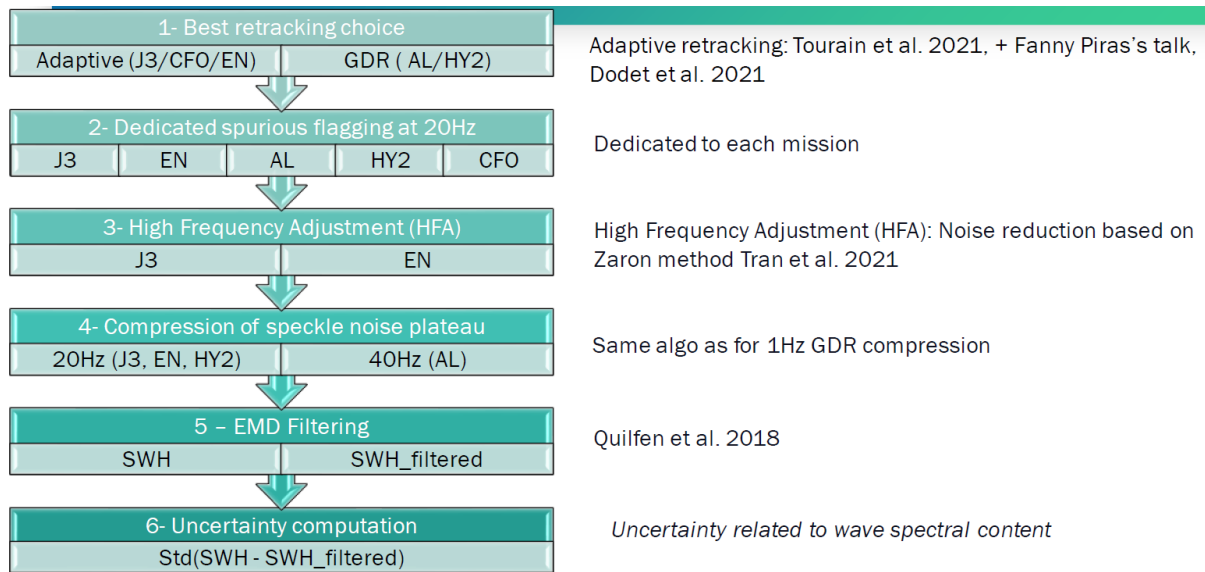 1- Best retracking choice
Adaptive (J3/CFO/EN)
GDR ( AL/HY2)
Adaptive retracking: Tourain et al. 2021, + Fanny Piras's talk,
Dodet et al. 2021
2- Dedicated spurious flagging at 20Hz
J3
EN
AL
HY2
CFO
Dedicated to each mission
3- High Frequency Adjustment (HFA)
J3
EN
High Frequency Adjustment (HFA): Noise reduction based on
Zaron method Tran et al. 2021
4- Compression of speckle noise plateau
20Hz (J3, EN, HY2)
40Hz (AL)
Same algo as for 1Hz GDR compression
5 – EMD Filtering
SWH
SWH_filtered
Quilfen et al. 2018
6- Uncertainty computation
Std(SWH - SWH_filtered)
Uncertainty related to wave spectral content